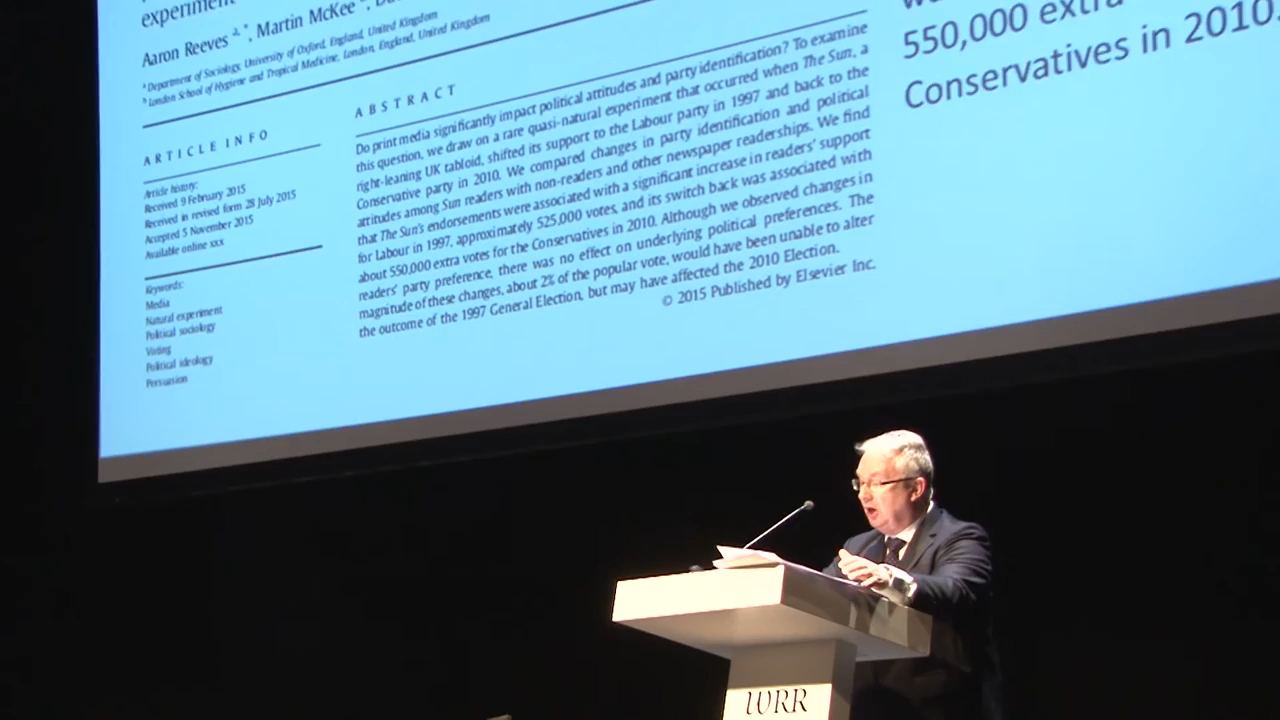 experiment
Aaron Reeves a, *, Martin McKee
a Department of Sociology, University of Oxford, England, United Kingdom
b London School of Hygiene and Tropical Medicine, London, England, United Kingdom
ARTICLE INFO
Article history:
Received 9 February 2015
Received in revised form 28 July 2015
Accepted 5 November 2015
Available online xxx
Keywords:
Media
Natural experiment
Political sociology
Voting
Political ideology
Persuasion
ABSTRACT
Do print media significantly impact political attitudes and party identification? To examine
this question, we draw on a rare quasi-natural experiment that occurred when The Sun, a
right-leaning UK tabloid, shifted its support to the Labour party in 1997 and back to the
Conservative party in 2010. We compared changes in party identification and political
attitudes among Sun readers with non-readers and other newspaper readerships. We find
that The Sun's endorsements were associated with a significant increase in readers' support
for Labour in 1997, approximately 525,000 votes, and its switch back was associated with
about 550,000 extra votes for the Conservatives in 2010. Although we observed changes in
readers' party preference, there was no effect on underlying political preferences. The
magnitude of these changes, about 2% of the popular vote, would have been unable to alter
the outcome of the 1997 General Election, but may have affected the 2010 Election.
© 2015 Published by Elsevier Inc.
550,000 extra
Conservatives in 2010.
WRR